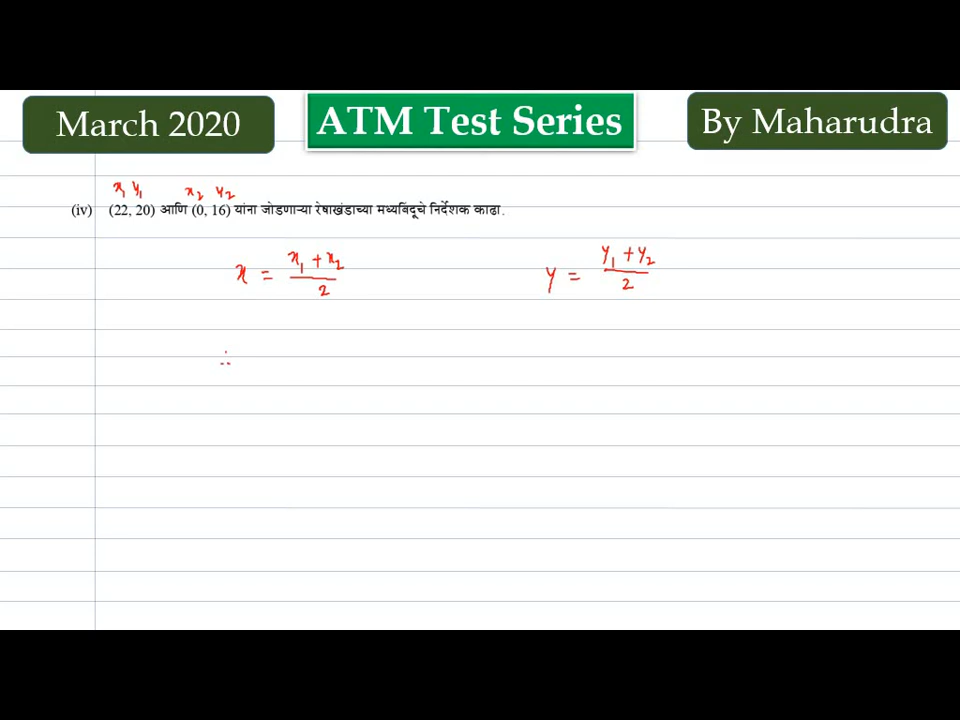 March 2020 ATM Test Series By Maharudra
x₁ y₁ x₂ y₂
(iv) (22, 20) आणि (0, 16) यांना जोडणाऱ्या रेषाखंडाच्या मध्यबिंदूचे निर्देशक काढा.
x = (x₁ + x₂)/2 y = (y₁ + y₂)/2
∴